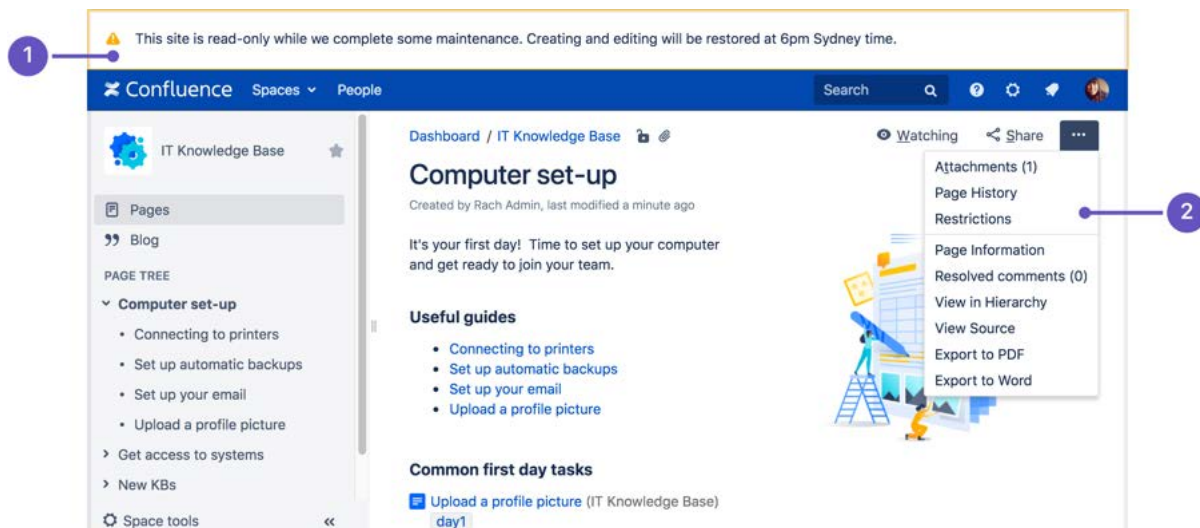 1
This site is read-only while we complete some maintenance. Creating and editing will be restored at 6pm Sydney time.
Confluence Spaces People Search
IT Knowledge Base
Pages
Blog
PAGE TREE
Computer set-up
• Connecting to printers
• Set up automatic backups
• Set up your email
• Upload a profile picture
Get access to systems
New KBs
Space tools
Dashboard / IT Knowledge Base
Watching Share ...
Computer set-up
Created by Rach Admin, last modified a minute ago
It's your first day! Time to set up your computer
and get ready to join your team.
Useful guides
• Connecting to printers
• Set up automatic backups
• Set up your email
• Upload a profile picture
Common first day tasks
Upload a profile picture (IT Knowledge Base)
day1
Attachments (1)
Page History
Restrictions
Page Information
Resolved comments (0)
View in Hierarchy
View Source
Export to PDF
Export to Word
2